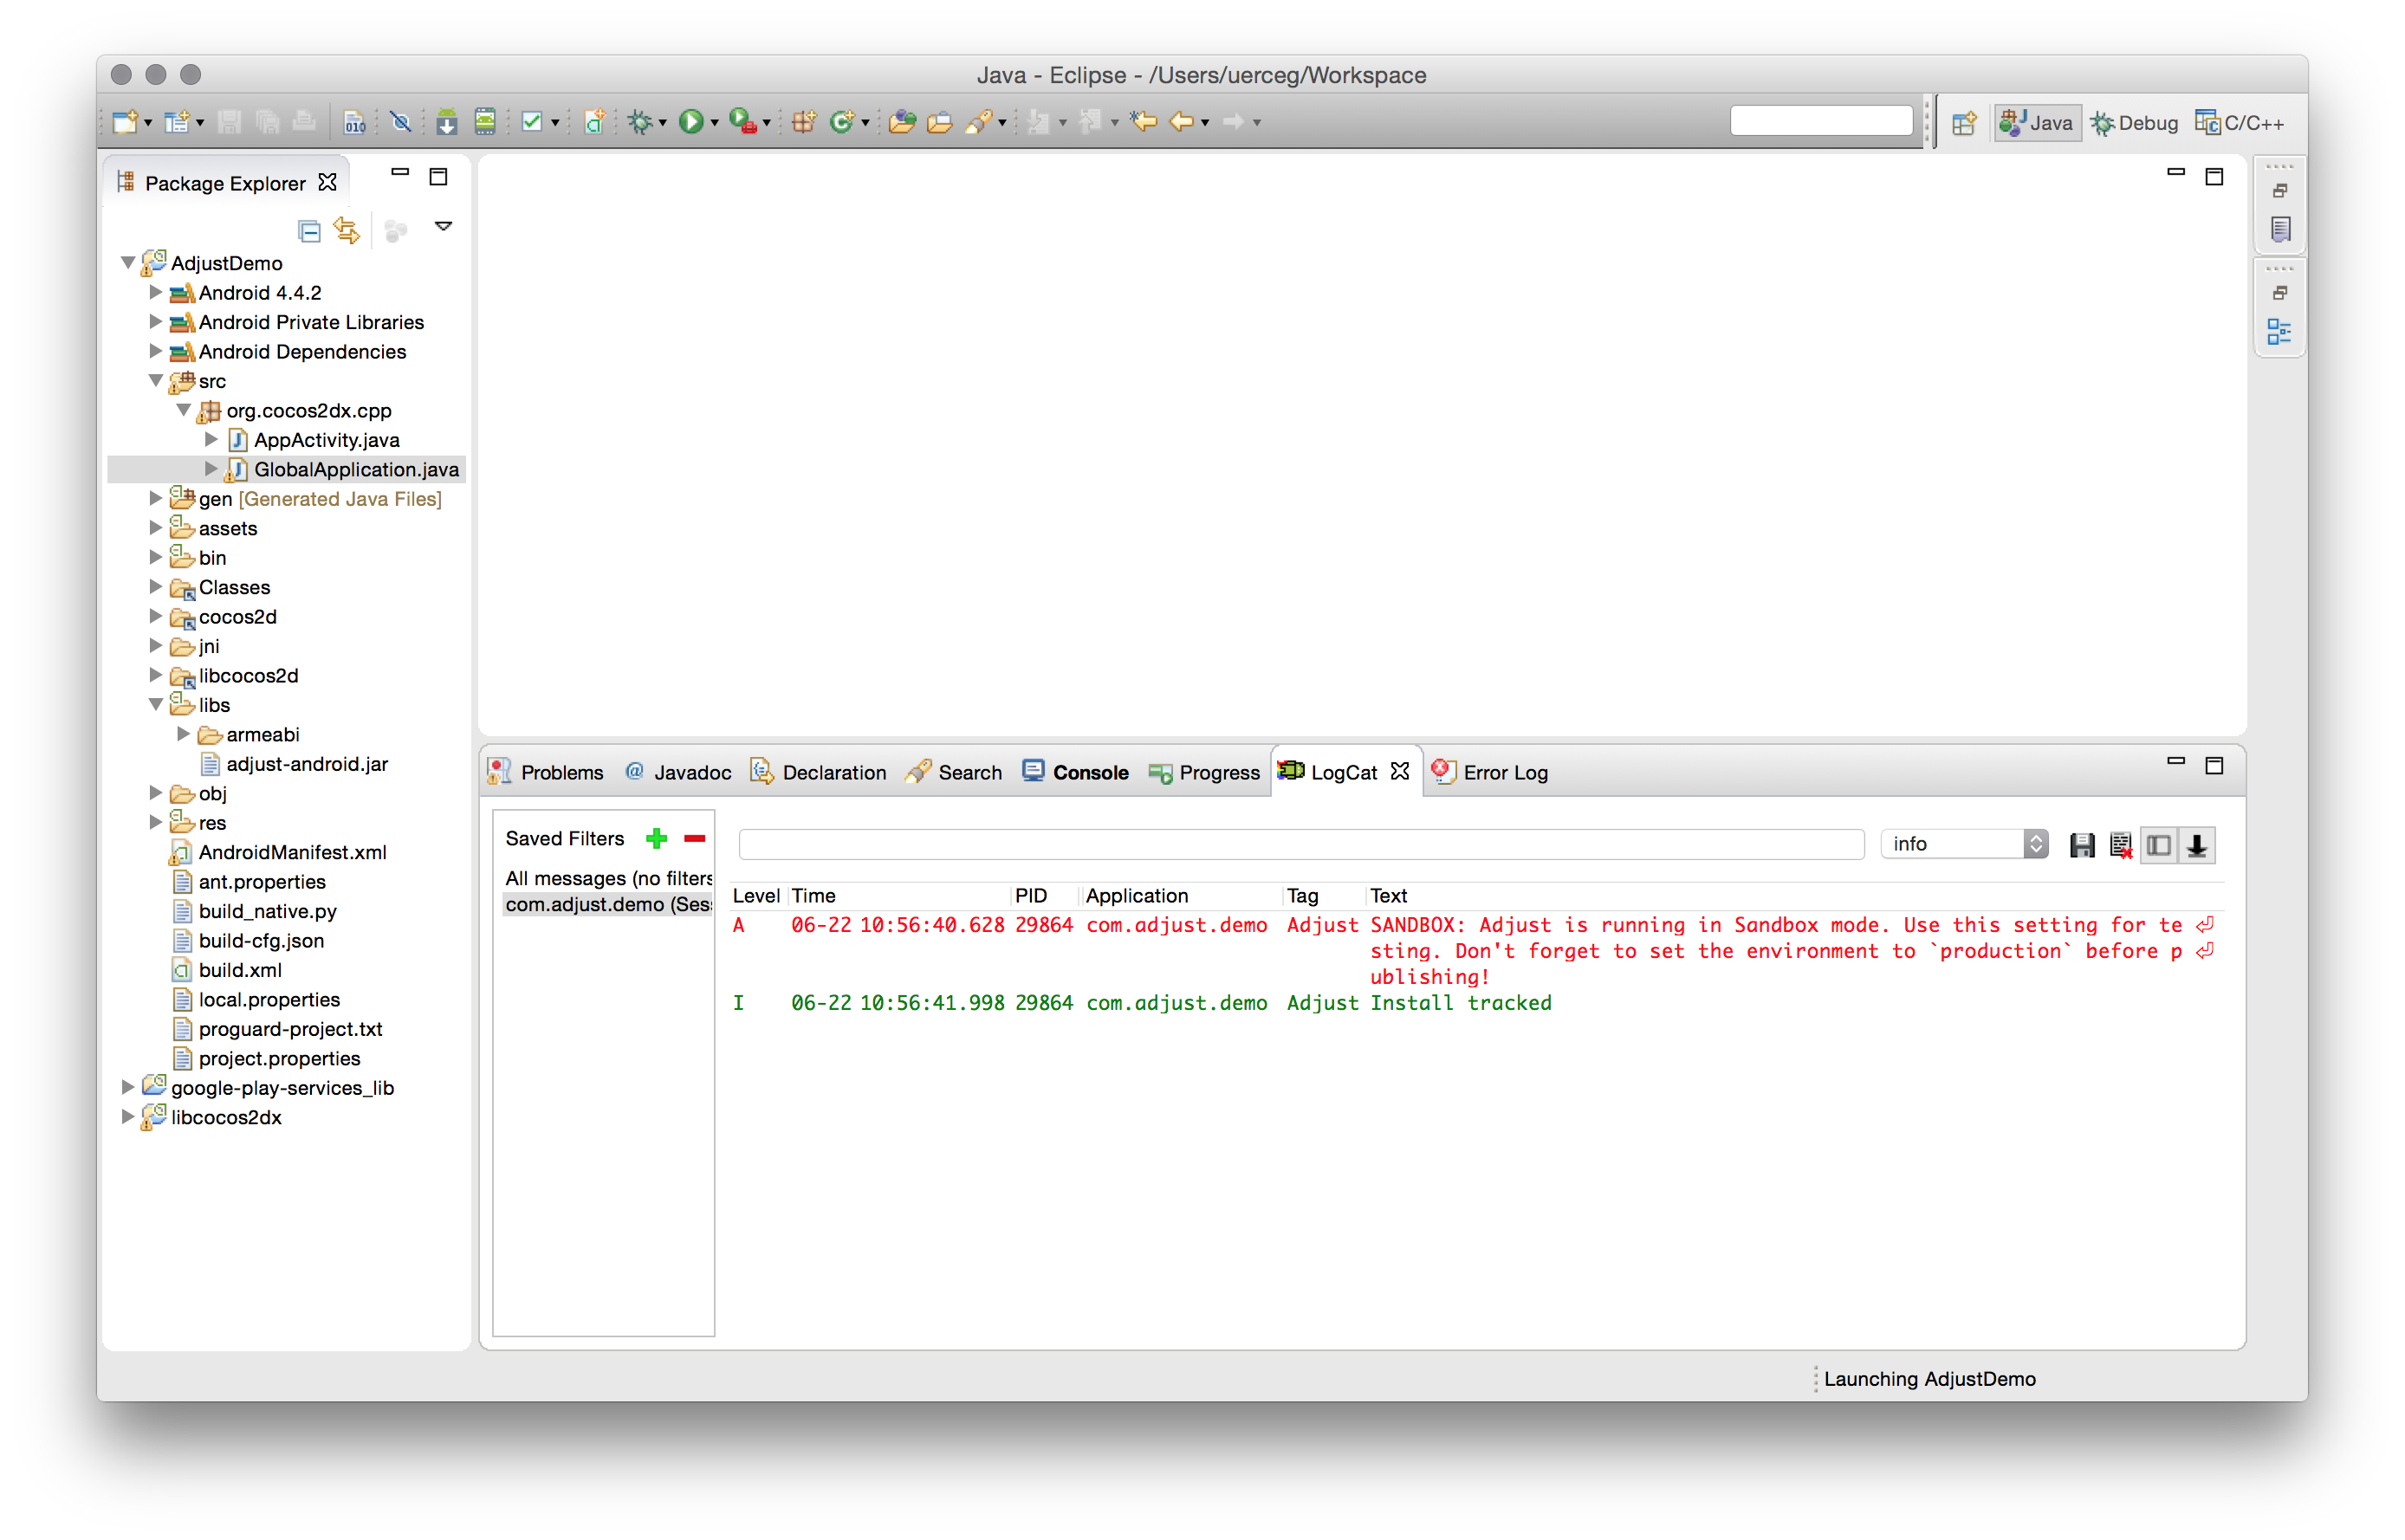 Java - Eclipse - /Users/uerceg/Workspace
010
Java
Debug
C/C++
Package Explorer
AdjustDemo
Android 4.4.2
Android Private Libraries
Android Dependencies
src
org.cocos2dx.cpp
AppActivity.java
GlobalApplication.java
gen [Generated Java Files]
assets
bin
Classes
cocos2d
jni
libcocos2d
libs
armeabi
adjust-android.jar
obj
res
AndroidManifest.xml
ant.properties
build_native.py
build-cfg.json
build.xml
local.properties
proguard-project.txt
project.properties
google-play-services_lib
libcocos2dx
Problems @ Javadoc Declaration Search Console Progress LogCat Error Log
Saved Filters
All messages (no filters
com.adjust.demo (Ses
info
Level Time PID Application Tag Text
A 06-22 10:56:40.628 29864 com.adjust.demo Adjust SANDBOX: Adjust is running in Sandbox mode. Use this setting for te
sting. Don't forget to set the environment to `production` before p
ublishing!
I 06-22 10:56:41.998 29864 com.adjust.demo Adjust Install tracked
Launching AdjustDemo